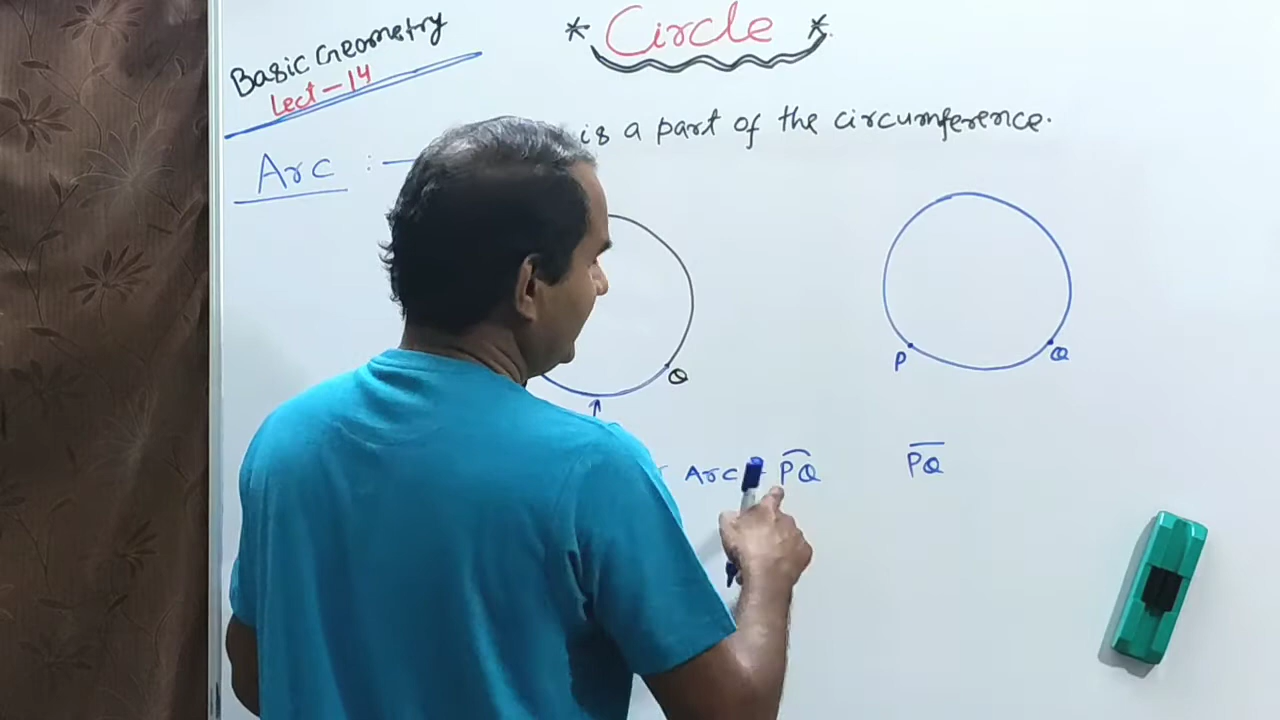 Basic Geometry
Lect-14
* Circle *
Arc :- is a part of the circumference.
Q
P Q
Arc PQ
PQ